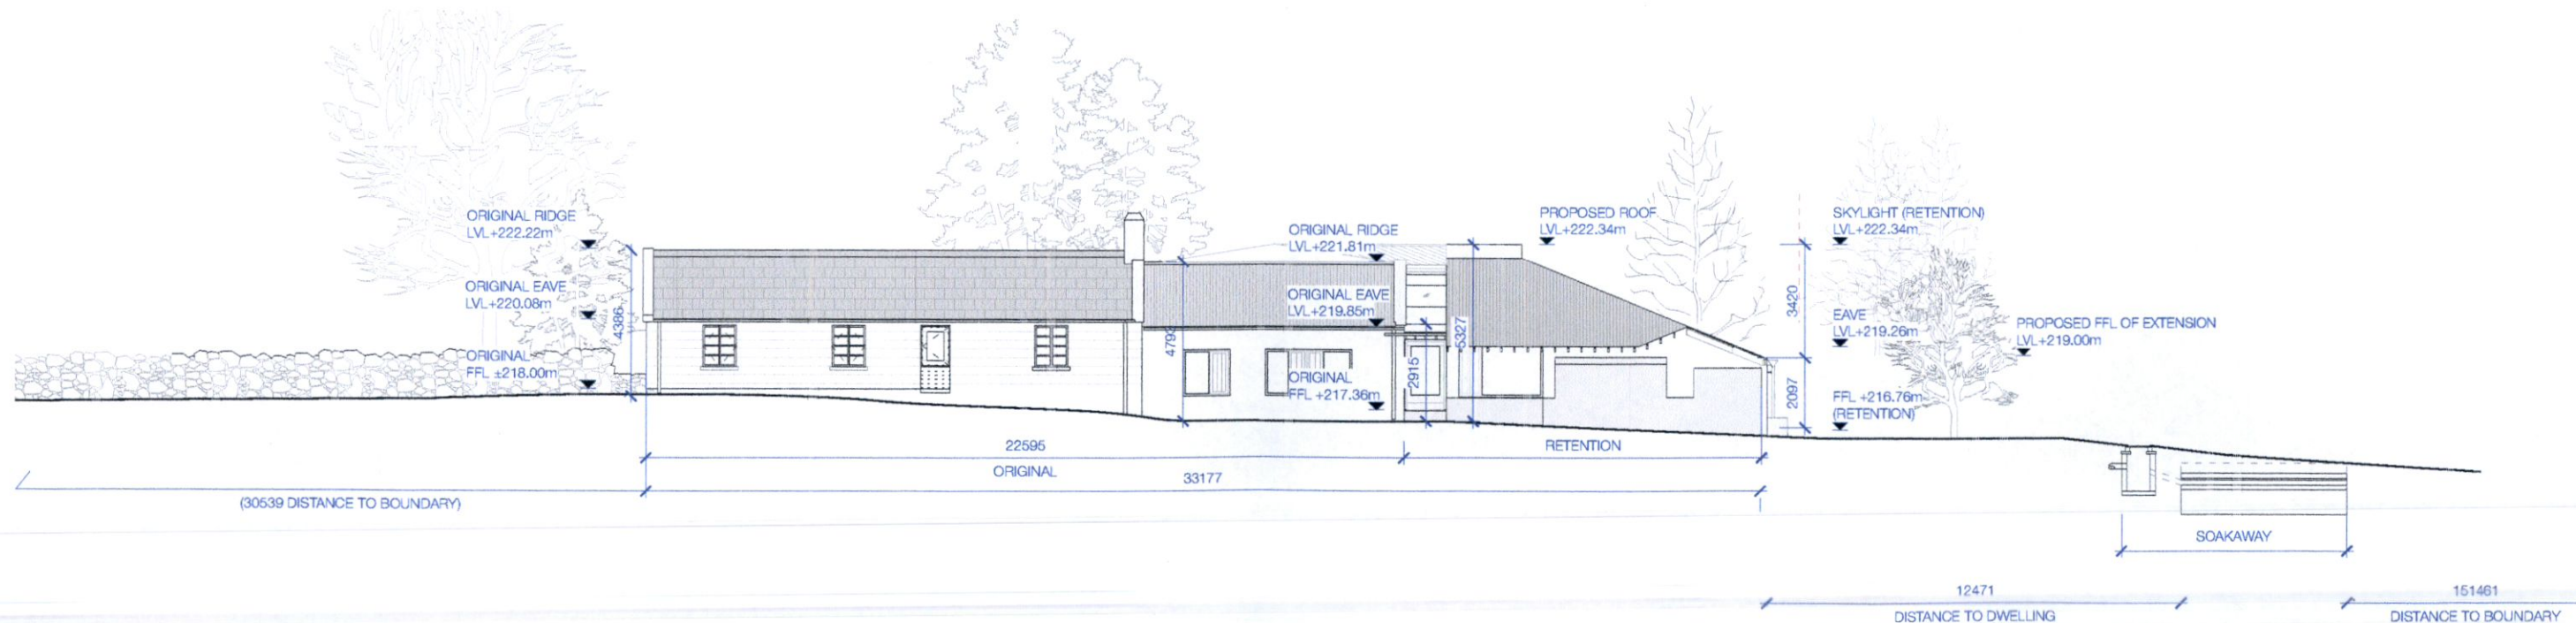 ORIGINAL RIDGE
LVL+222.22m
ORIGINAL EAVE
LVL+220.08m
4386
ORIGINAL
FFL ±218.00m
4793
ORIGINAL RIDGE
LVL+221.81m
ORIGINAL EAVE
LVL+219.85m
ORIGINAL
FFL +217.36m
2915
5327
PROPOSED ROOF
LVL+222.34m
SKYLIGHT (RETENTION)
LVL+222.34m
3420
EAVE
LVL+219.26m
2097
FFL +216.76m
(RETENTION)
PROPOSED FFL OF EXTENSION
LVL+219.00m
22595
RETENTION
ORIGINAL
33177
(30539 DISTANCE TO BOUNDARY)
SOAKAWAY
12471
DISTANCE TO DWELLING
151461
DISTANCE TO BOUNDARY